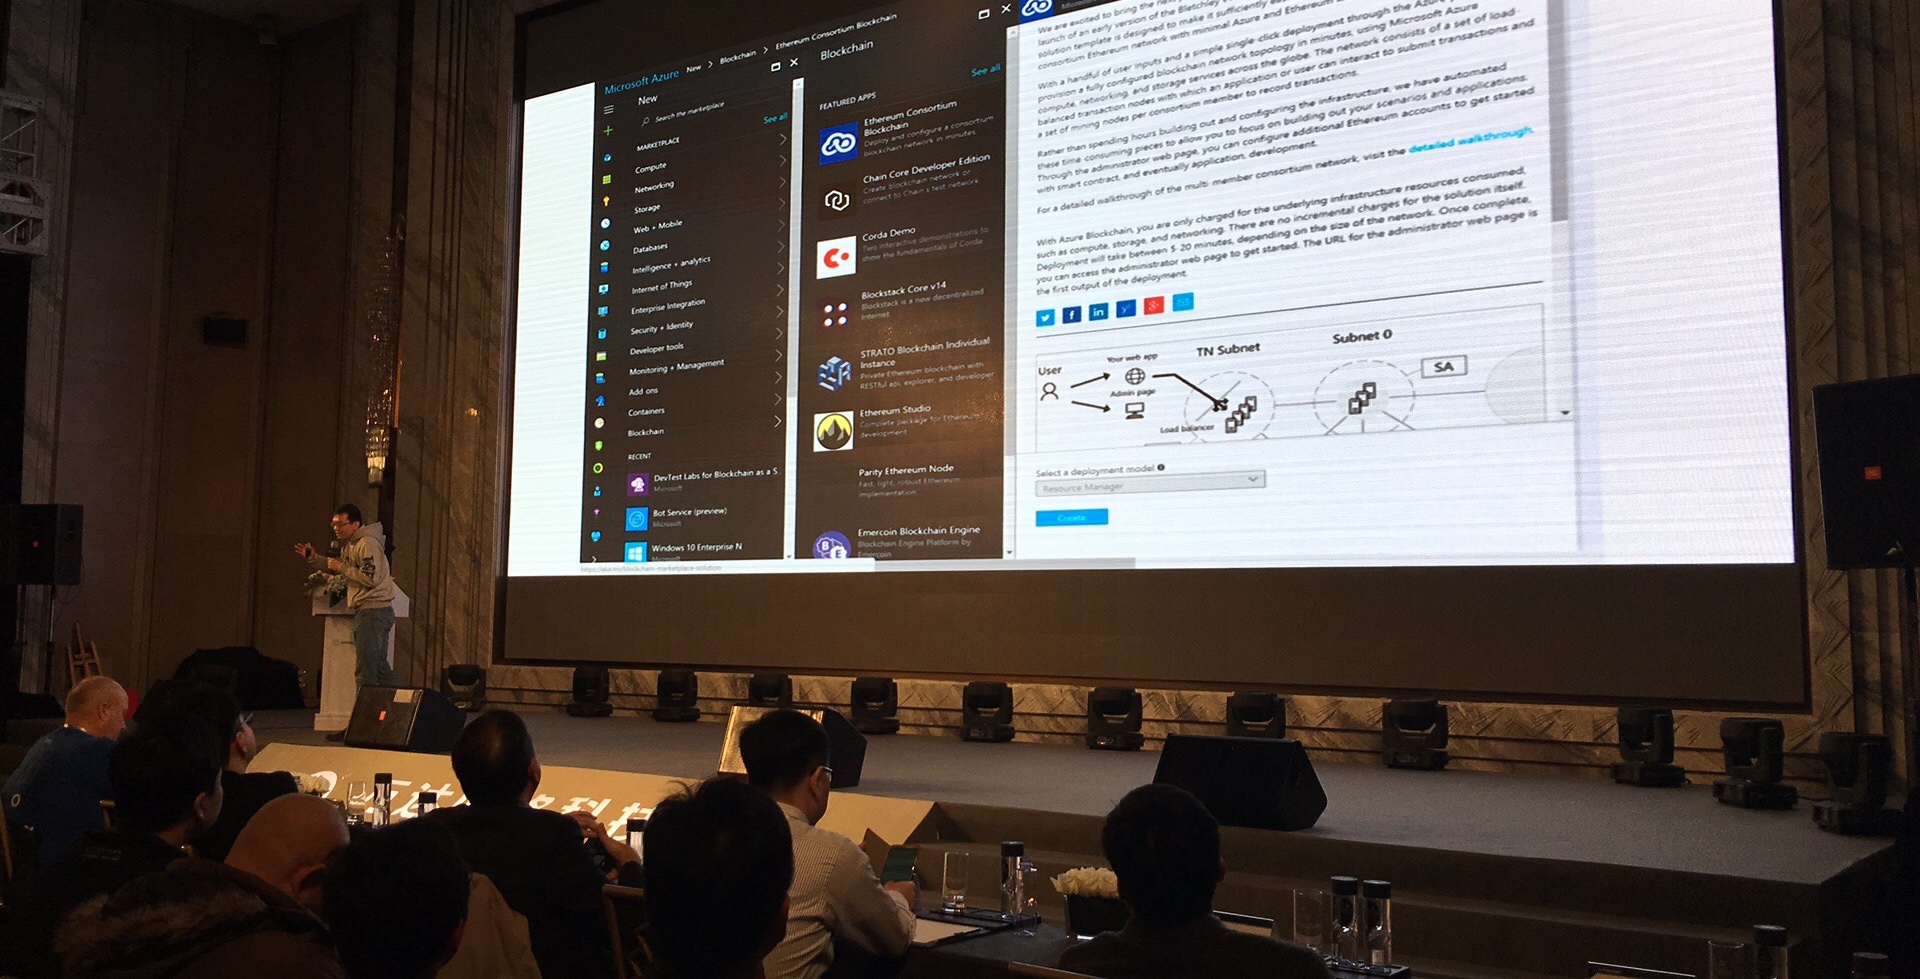 Microsoft Azure New > Blockchain > Ethereum Consortium Blockchain
New
Search the marketplace
See all
MARKETPLACE
Compute
Networking
Storage
Web + Mobile
Databases
Intelligence + analytics
Internet of Things
Enterprise Integration
Security + Identity
Developer tools
Monitoring + Management
Add ons
Containers
Blockchain
RECENT
DevTest Labs for Blockchain as a S
Microsoft
Bot Service (preview)
Microsoft
Windows 10 Enterprise N
Microsoft
https://aka.ms/blockchain-marketplace-solution
Blockchain
See all
FEATURED APPS
Ethereum Consortium
Blockchain
Deploy and configure a consortium
blockchain network in minutes.
Chain Core Developer Edition
Create blockchain network or
connect to Chain's test network
Corda Demo
Two interactive demonstrations to
show the fundamentals of Corda
Blockstack Core v14
Blockstack is a new decentralized
Internet.
STRATO Blockchain Individual
Instance
Private Ethereum blockchain with
RESTful api, explorer, and developer
Ethereum Studio
Complete package for Ethereum
development.
Parity Ethereum Node
Fast, light, robust Ethereum
implementation.
BE
Emercoin Blockchain Engine
Blockchain Engine Platform by
Emercoin
We are excited to bring the
launch of an early version of the Bletchley
solution template is designed to make it sufficiently
consortium Ethereum network with minimal Azure and Ethereum
With a handful of user inputs and a simple single-click deployment through the Azure
provision a fully configured blockchain network topology in minutes, using Microsoft Azure
compute, networking, and storage services across the globe. The network consists of a set of load-
balanced transaction nodes with which an application or user can interact to submit transactions and
a set of mining nodes per consortium member to record transactions.
Rather than spending hours building out and configuring the infrastructure, we have automated
these time consuming pieces to allow you to focus on building out your scenarios and applications.
Through the administrator web page, you can configure additional Ethereum accounts to get started
with smart contract, and eventually application, development.
For a detailed walkthrough of the multi-member consortium network, visit the detailed walkthrough.
With Azure Blockchain, you are only charged for the underlying infrastructure resources consumed,
such as compute, storage, and networking. There are no incremental charges for the solution itself.
Deployment will take between 5-20 minutes, depending on the size of the network. Once complete,
you can access the administrator web page to get started. The URL for the administrator web page is
the first output of the deployment.
User
Your web app
Admin page
Load balancer
TN Subnet
Subnet 0
SA
Select a deployment model
Resource Manager
Create